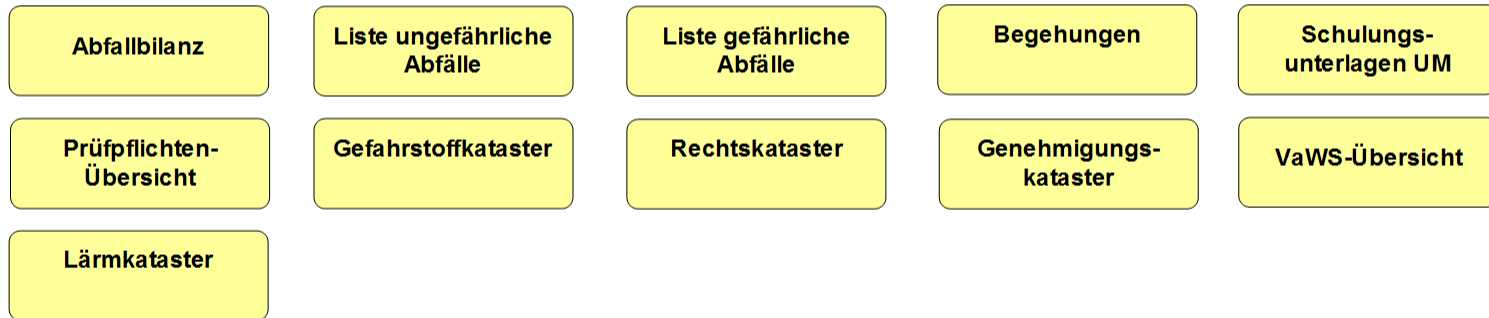 Abfallbilanz
Liste ungefährliche
Abfälle
Liste gefährliche
Abfälle
Begehungen
Schulungs-
unterlagen UM
Prüfpflichten-
Übersicht
Gefahrstoffkataster
Rechtskataster
Genehmigungs-
kataster
VaWS-Übersicht
Lärmkataster